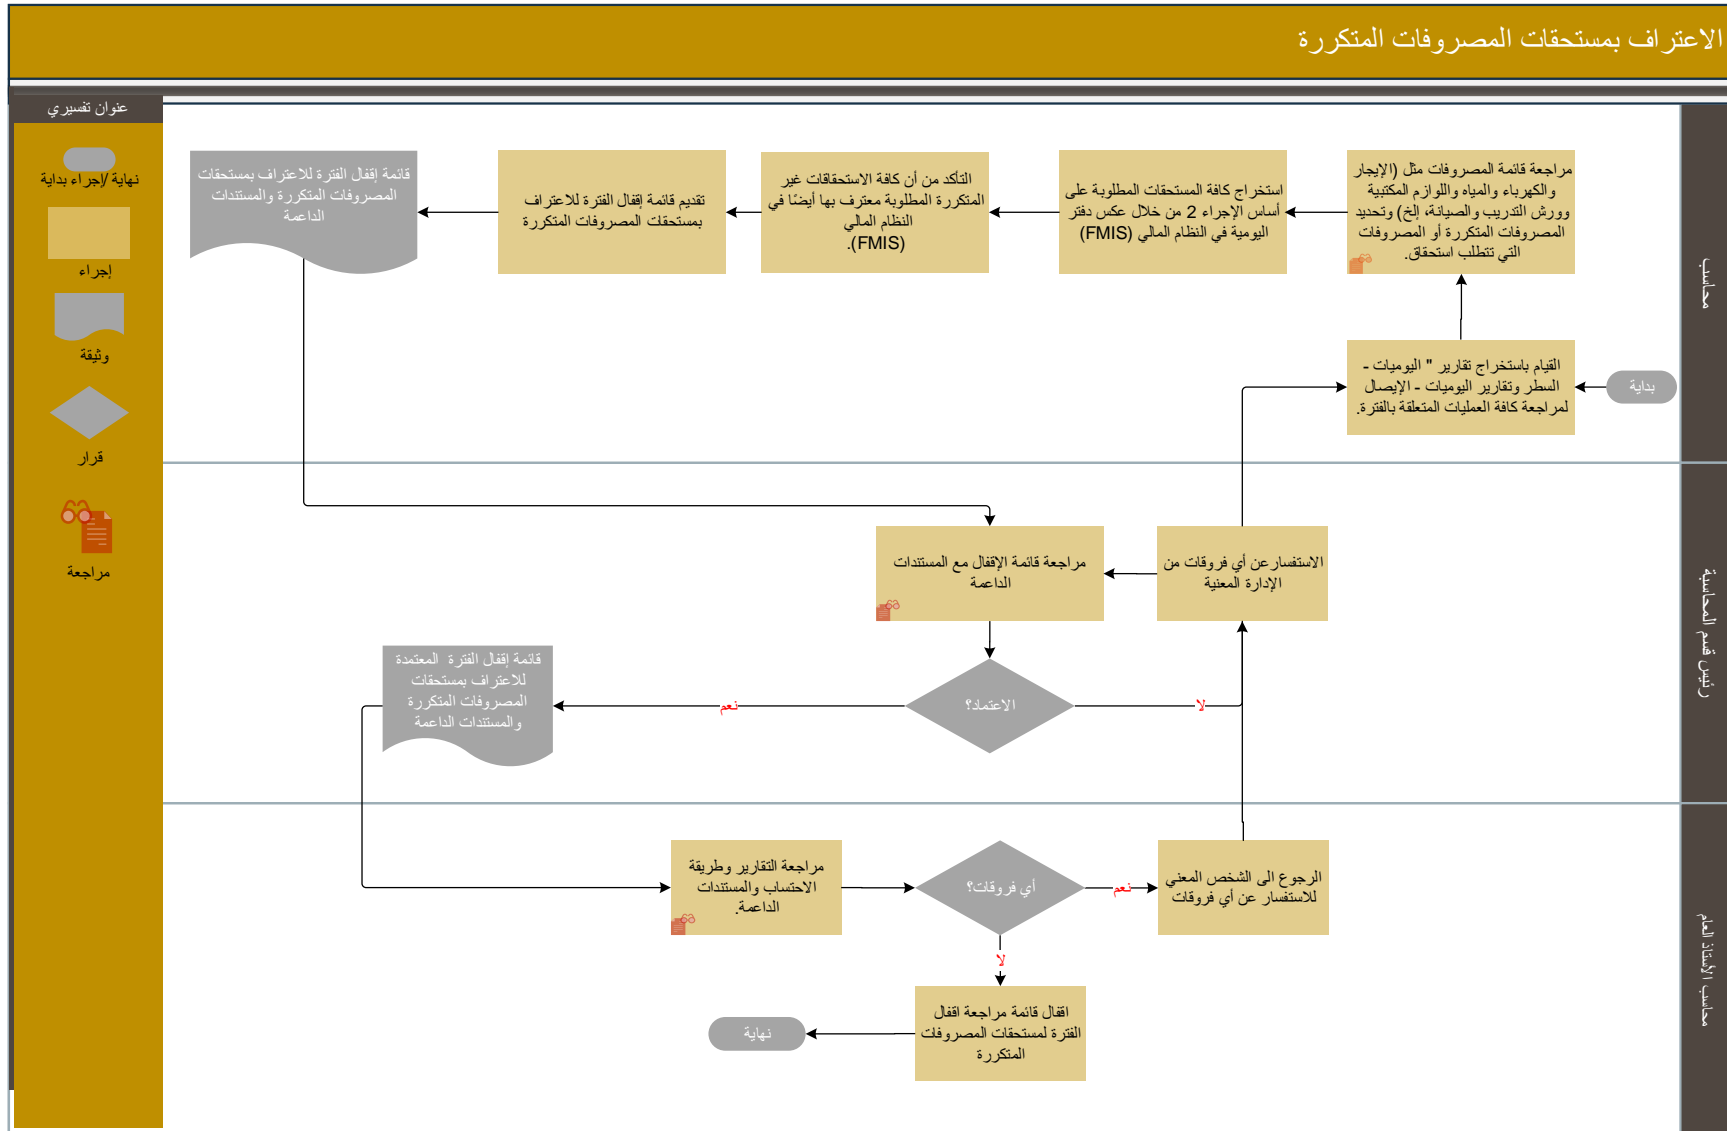 الاعتراف بمستحقات المصروفات المتكررة
عنوان تفسيري
نهاية /إجراء بداية
إجراء
وثيقة
قرار
مراجعة
محاسب
بداية
القيام باستخراج تقارير " اليوميات -
السطر وتقارير اليوميات - الإيصال
لمراجعة كافة العمليات المتعلقة بالفترة.
مراجعة قائمة المصروفات مثل (الإيجار
والكهرباء والمياه واللوازم المكتبية
وورش التدريب والصيانة، إلخ) وتحديد
المصروفات المتكررة أو المصروفات
التي تتطلب استحقاق.
استخراج كافة المستحقات المطلوبة على
أساس الإجراء 2 من خلال عكس دفتر
اليومية في النظام المالي (FMIS)
التأكد من أن كافة الاستحقاقات غير
المتكررة المطلوبة معترف بها أيضًا في
النظام المالي
(FMIS).
تقديم قائمة إقفال الفترة للاعتراف
بمستحقات المصروفات المتكررة
قائمة إقفال الفترة للاعتراف بمستحقات
المصروفات المتكررة والمستندات
الداعمة
رئيس قسم المحاسبة
الاستفسارعن أي فروقات من
الإدارة المعنية
مراجعة قائمة الإقفال مع المستندات
الداعمة
الاعتماد؟
لا
نعم
قائمة إقفال الفترة المعتمدة
للاعتراف بمستحقات
المصروفات المتكررة
والمستندات الداعمة
محاسب الأستاذ العام
مراجعة التقارير وطريقة
الاحتساب والمستندات
الداعمة.
أي فروقات؟
نعم
الرجوع الى الشخص المعني
للاستفسار عن أي فروقات
لا
اقفال قائمة مراجعة اقفال
الفترة لمستحقات المصروفات
المتكررة
نهاية